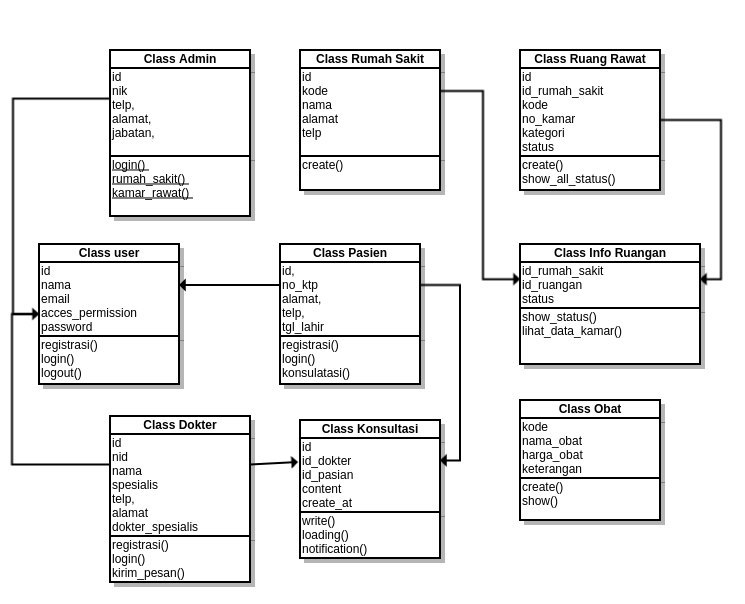 Class Admin
id
nik
telp,
alamat,
jabatan,
login()
rumah_sakit()
kamar_rawat()
Class Rumah Sakit
id
kode
nama
alamat
telp
create()
Class Ruang Rawat
id
id_rumah_sakit
kode
no_kamar
kategori
status
create()
show_all_status()
Class user
id
nama
email
acces_permission
password
registrasi()
login()
logout()
Class Pasien
id,
no_ktp
alamat,
telp,
tgl_lahir
registrasi()
login()
konsulatasi()
Class Info Ruangan
id_rumah_sakit
id_ruangan
status
show_status()
lihat_data_kamar()
Class Dokter
id
nid
nama
spesialis
telp,
alamat
dokter_spesialis
registrasi()
login()
kirim_pesan()
Class Konsultasi
id
id_dokter
id_pasian
content
create_at
write()
loading()
notification()
Class Obat
kode
nama_obat
harga_obat
keterangan
create()
show()